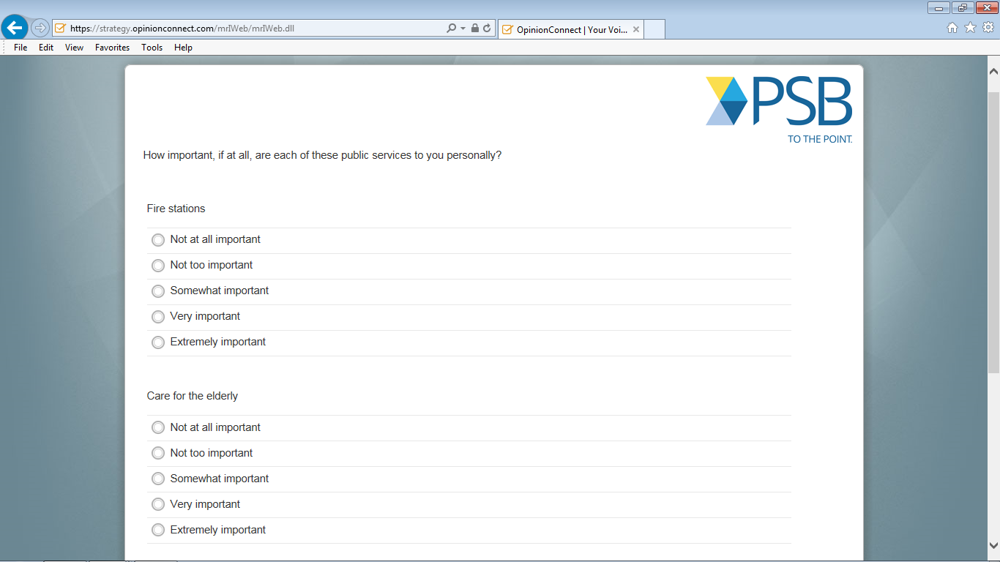 https://strategy.opinionconnect.com/mrIWeb/mrIWeb.dll
OpinionConnect | Your Voi...
File Edit View Favorites Tools Help
PSB
TO THE POINT.
How important, if at all, are each of these public services to you personally?
Fire stations
Not at all important
Not too important
Somewhat important
Very important
Extremely important
Care for the elderly
Not at all important
Not too important
Somewhat important
Very important
Extremely important